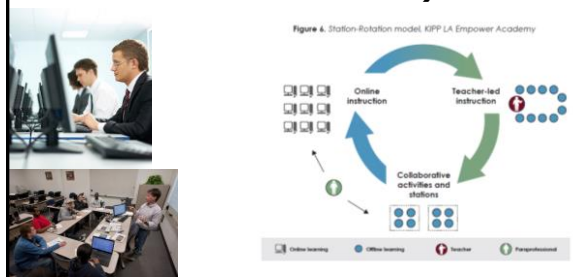 Figure 6. Station-Rotation model, KIPP LA Empower Academy
Online
instruction
Teacher-led
instruction
Collaborative
activities and
stations
Online learning
Offline learning
Teacher
Paraprofessional